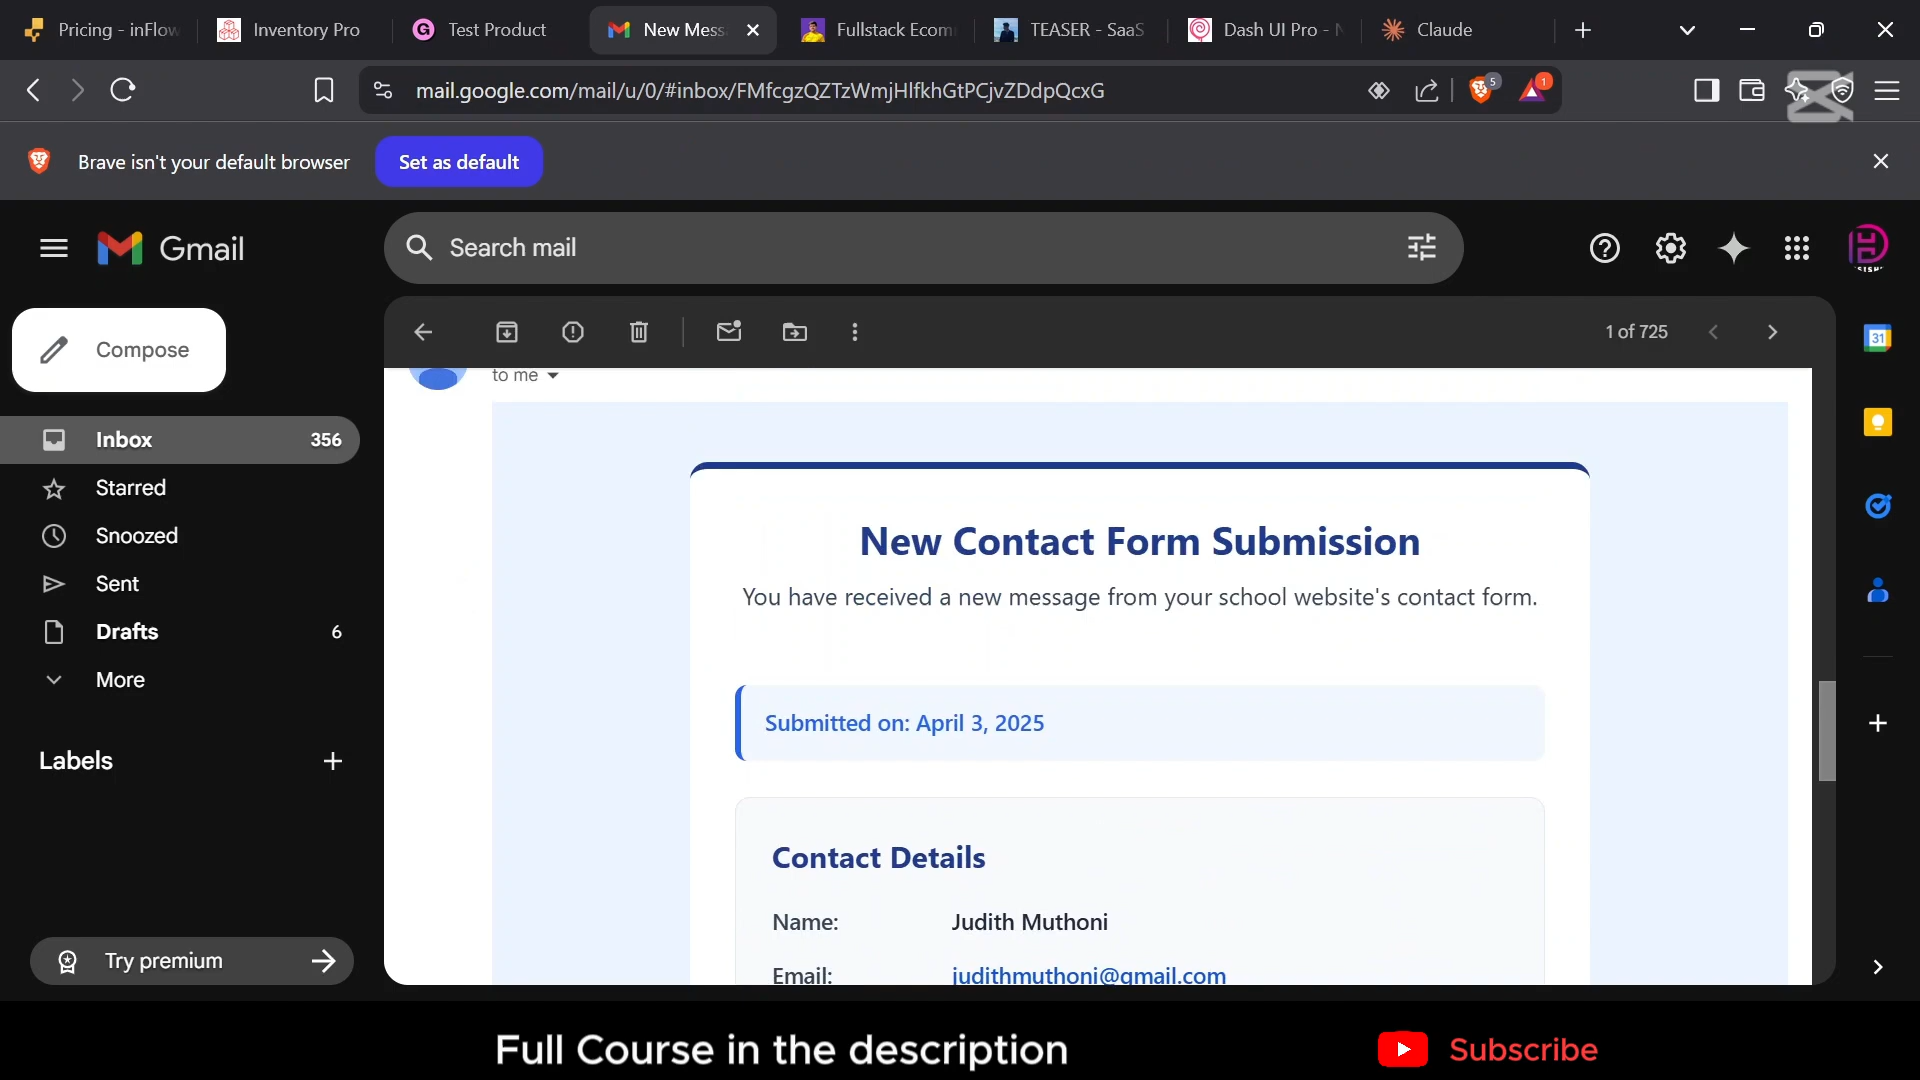 Pricing - inFlow
Inventory Pro
Test Product
New Mess
Fullstack Ecom
TEASER - SaaS
Dash UI Pro - N
Claude
mail.google.com/mail/u/0/#inbox/FMfcgzQZTzWmjHlfkhGtPCjvZDdpQcxG
5
1
Brave isn't your default browser
Set as default
Gmail
Search mail
Compose
1 of 725
to me
31
Inbox 356
Starred
Snoozed
Sent
Drafts 6
More
Labels
Try premium
New Contact Form Submission
You have received a new message from your school website's contact form.
Submitted on: April 3, 2025
Contact Details
Name: Judith Muthoni
Email: judithmuthoni@gmail.com
Full Course in the description
Subscribe